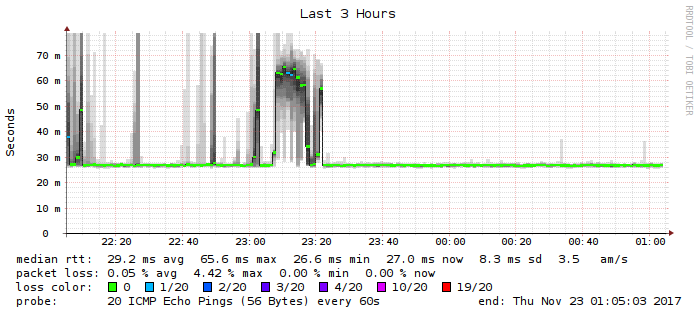 Last 3 Hours
RRDTOOL / TOBI OETIKER
Seconds
70 m
60 m
50 m
40 m
30 m
20 m
10 m
0
22:20 22:40 23:00 23:20 23:40 00:00 00:20 00:40 01:00
median rtt: 29.2 ms avg 65.6 ms max 26.6 ms min 27.0 ms now 8.3 ms sd 3.5 am/s
packet loss: 0.05 % avg 4.42 % max 0.00 % min 0.00 % now
loss color: 0 1/20 2/20 3/20 4/20 10/20 19/20
probe: 20 ICMP Echo Pings (56 Bytes) every 60s end: Thu Nov 23 01:05:03 2017